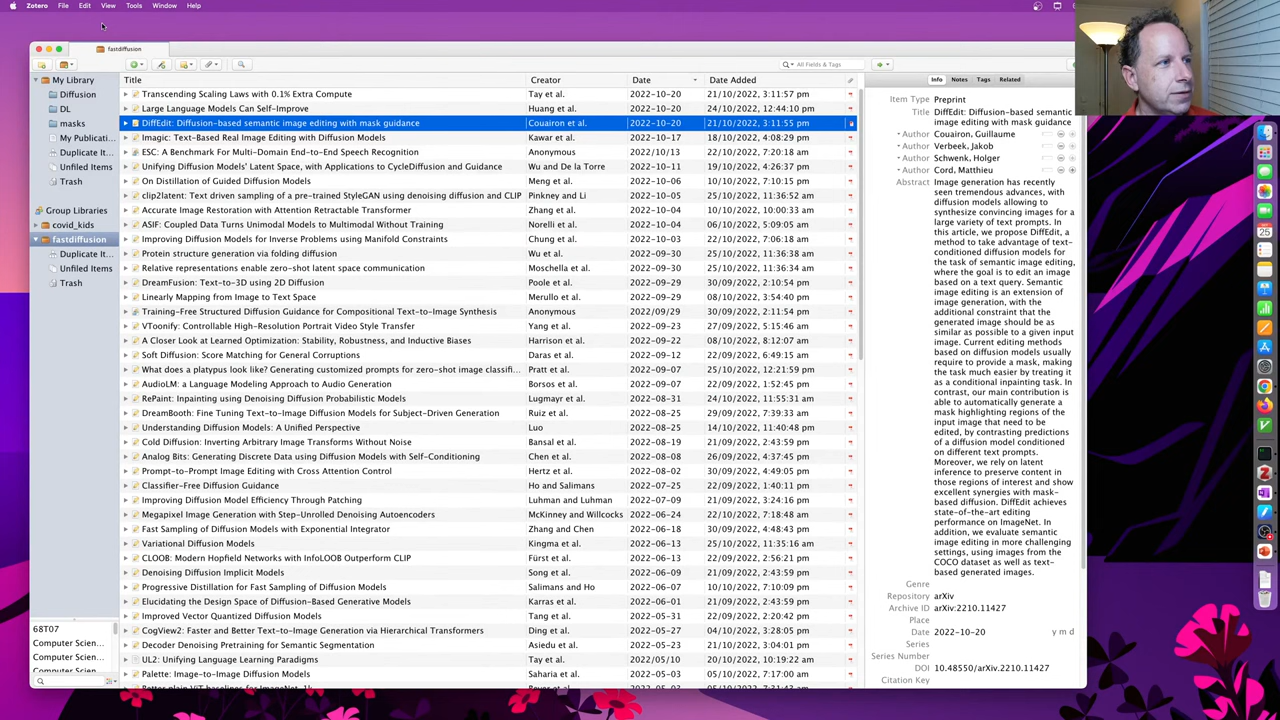 Zotero File Edit View Tools Window Help
fastdiffusion
All Fields & Tags
My Library
Diffusion
DL
masks
My Publicati...
Duplicate It...
Unfiled Items
Trash
Group Libraries
covid_kids
fastdiffusion
Duplicate It...
Unfiled Items
Trash
68T07
Computer Scien...
Computer Scien...
Title Creator Date Date Added
Transcending Scaling Laws with 0.1% Extra Compute Tay et al. 2022-10-20 21/10/2022, 3:11:57 pm
Large Language Models Can Self-Improve Huang et al. 2022-10-20 24/10/2022, 12:44:10 pm
DiffEdit: Diffusion-based semantic image editing with mask guidance Couairon et al. 2022-10-20 21/10/2022, 3:11:55 pm
Imagic: Text-Based Real Image Editing with Diffusion Models Kawar et al. 2022-10-17 18/10/2022, 4:08:29 pm
ESC: A Benchmark For Multi-Domain End-to-End Speech Recognition Anonymous 2022/10/13 22/10/2022, 7:20:18 am
Unifying Diffusion Models' Latent Space, with Applications to CycleDiffusion and Guidance Wu and De la Torre 2022-10-11 19/10/2022, 4:26:37 pm
On Distillation of Guided Diffusion Models Meng et al. 2022-10-06 10/10/2022, 7:10:15 pm
clip2latent: Text driven sampling of a pre-trained StyleGAN using denoising diffusion and CLIP Pinkney and Li 2022-10-05 25/10/2022, 11:36:52 am
Accurate Image Restoration with Attention Retractable Transformer Zhang et al. 2022-10-04 10/10/2022, 10:00:33 am
ASIF: Coupled Data Turns Unimodal Models to Multimodal Without Training Norelli et al. 2022-10-04 06/10/2022, 5:09:05 am
Improving Diffusion Models for Inverse Problems using Manifold Constraints Chung et al. 2022-10-03 22/10/2022, 7:06:18 am
Protein structure generation via folding diffusion Wu et al. 2022-09-30 25/10/2022, 11:36:38 am
Relative representations enable zero-shot latent space communication Moschella et al. 2022-09-30 25/10/2022, 11:36:34 am
DreamFusion: Text-to-3D using 2D Diffusion Poole et al. 2022-09-29 30/09/2022, 2:10:54 pm
Linearly Mapping from Image to Text Space Merullo et al. 2022-09-29 08/10/2022, 3:54:40 pm
Training-Free Structured Diffusion Guidance for Compositional Text-to-Image Synthesis Anonymous 2022/09/29 30/09/2022, 2:11:54 pm
VToonify: Controllable High-Resolution Portrait Video Style Transfer Yang et al. 2022-09-23 27/09/2022, 5:15:46 am
A Closer Look at Learned Optimization: Stability, Robustness, and Inductive Biases Harrison et al. 2022-09-22 08/10/2022, 8:12:07 am
Soft Diffusion: Score Matching for General Corruptions Daras et al. 2022-09-12 22/09/2022, 6:49:15 am
What does a platypus look like? Generating customized prompts for zero-shot image classifi... Pratt et al. 2022-09-07 25/10/2022, 12:21:59 pm
AudioLM: a Language Modeling Approach to Audio Generation Borsos et al. 2022-09-07 22/09/2022, 1:52:45 pm
RePaint: Inpainting using Denoising Diffusion Probabilistic Models Lugmayr et al. 2022-08-31 24/10/2022, 11:55:31 am
DreamBooth: Fine Tuning Text-to-Image Diffusion Models for Subject-Driven Generation Ruiz et al. 2022-08-25 29/09/2022, 7:39:33 am
Understanding Diffusion Models: A Unified Perspective Luo 2022-08-25 14/10/2022, 11:40:48 pm
Cold Diffusion: Inverting Arbitrary Image Transforms Without Noise Bansal et al. 2022-08-19 22/09/2022, 2:43:59 pm
Analog Bits: Generating Discrete Data using Diffusion Models with Self-Conditioning Chen et al. 2022-08-08 26/09/2022, 4:37:45 pm
Prompt-to-Prompt Image Editing with Cross Attention Control Hertz et al. 2022-08-02 30/09/2022, 4:49:05 pm
Classifier-Free Diffusion Guidance Ho and Salimans 2022-07-25 22/09/2022, 1:40:11 pm
Improving Diffusion Model Efficiency Through Patching Luhman and Luhman 2022-07-09 21/10/2022, 3:24:16 pm
Megapixel Image Generation with Step-Unrolled Denoising Autoencoders McKinney and Willcocks 2022-06-24 22/10/2022, 7:18:48 am
Fast Sampling of Diffusion Models with Exponential Integrator Zhang and Chen 2022-06-18 30/09/2022, 4:43:48 pm
Variational Diffusion Models Kingma et al. 2022-06-13 25/10/2022, 11:35:16 am
CLOOB: Modern Hopfield Networks with InfoLOOB Outperform CLIP Fürst et al. 2022-06-13 22/09/2022, 2:56:21 pm
Denoising Diffusion Implicit Models Song et al. 2022-06-09 22/09/2022, 2:43:59 pm
Progressive Distillation for Fast Sampling of Diffusion Models Salimans and Ho 2022-06-07 10/10/2022, 7:10:09 pm
Elucidating the Design Space of Diffusion-Based Generative Models Karras et al. 2022-06-01 22/09/2022, 2:43:59 pm
Improved Vector Quantized Diffusion Models Tang et al. 2022-05-31 22/09/2022, 2:43:59 pm
CogView2: Faster and Better Text-to-Image Generation via Hierarchical Transformers Ding et al. 2022-05-27 04/10/2022, 3:28:05 pm
Decoder Denoising Pretraining for Semantic Segmentation Asiedu et al. 2022-05-23 22/09/2022, 3:04:01 pm
UL2: Unifying Language Learning Paradigms Tay et al. 2022/05/10 20/10/2022, 10:19:22 am
Palette: Image-to-Image Diffusion Models Saharia et al. 2022-05-03 05/10/2022, 7:17:00 am
Info Notes Tags Related
Item Type Preprint
Title DiffEdit: Diffusion-based semantic
image editing with mask guidance
Author Couairon, Guillaume
Author Verbeek, Jakob
Author Schwenk, Holger
Author Cord, Matthieu
Abstract Image generation has recently
seen tremendous advances, with
diffusion models allowing to
synthesize convincing images for
a large variety of text prompts.
In this article, we propose DiffEdit, a
method to take advantage of text-
conditioned diffusion models for
the task of semantic image editing,
where the goal is to edit an image
based on a text query. Semantic
image editing is an extension of
image generation, with the
additional constraint that the
generated image should be as
similar as possible to a given input
image. Current editing methods
based on diffusion models usually
require to provide a mask,
making the task much easier by treating it
as a conditional inpainting task. In
contrast, our main contribution is
able to automatically generate a
mask highlighting regions of the
input image that need to be
edited, by contrasting predictions
of a diffusion model conditioned
on different text prompts.
Moreover, we rely on latent
inference to preserve content in
those regions of interest and show
excellent synergies with mask-
based diffusion. DiffEdit achieves
state-of-the-art editing
performance on ImageNet. In
addition, we evaluate semantic
image editing in more challenging
settings, using images from the
COCO dataset as well as text-
based generated images.
Genre
Repository arXiv
Archive ID arXiv:2210.11427
Place
Date 2022-10-20 y m d
Series
Series Number
DOI 10.48550/arXiv.2210.11427
Citation Key